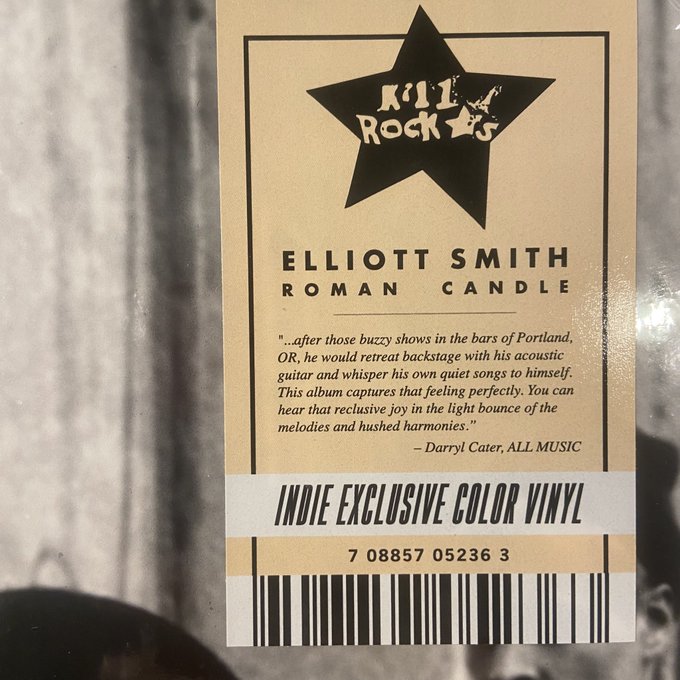 Kill
Rock ★s
ELLIOTT SMITH
ROMAN CANDLE
"...after those buzzy shows in the bars of Portland,
OR, he would retreat backstage with his acoustic
guitar and whisper his own quiet songs to himself.
This album captures that feeling perfectly. You can
hear that reclusive joy in the light bounce of the
melodies and hushed harmonies."
– Darryl Cater, ALL MUSIC
INDIE EXCLUSIVE COLOR VINYL
7 08857 05236 3